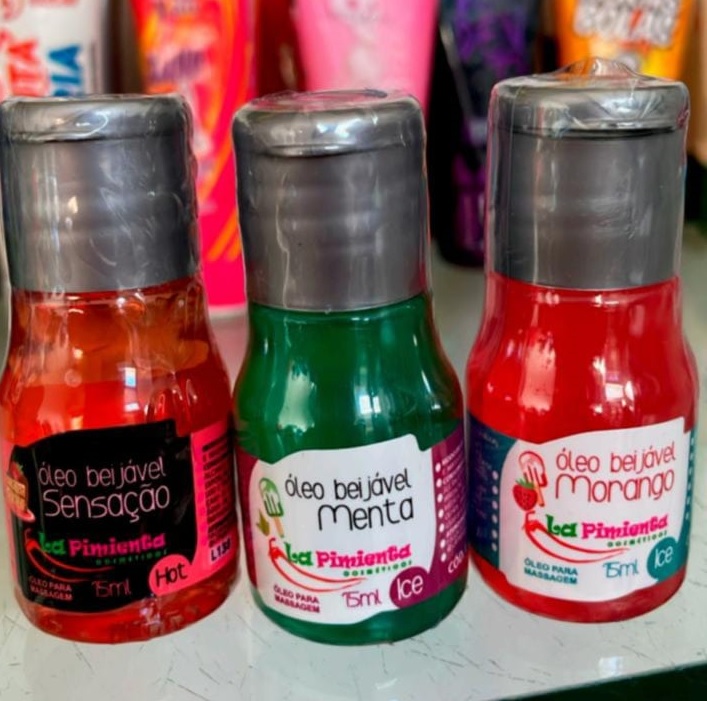 óleo beijável
Sensação
La Pimienta
COSMÉTICOS
ÓLEO PARA
MASSAGEM
15ml
Hot
L138
óleo beijável
Menta
La Pimienta
COSMÉTICOS
ÓLEO PARA
MASSAGEM
15ml
Ice
óleo beijável
Morango
La Pimienta
COSMÉTICOS
ÓLEO PARA
MASSAGEM
15ml
Ice